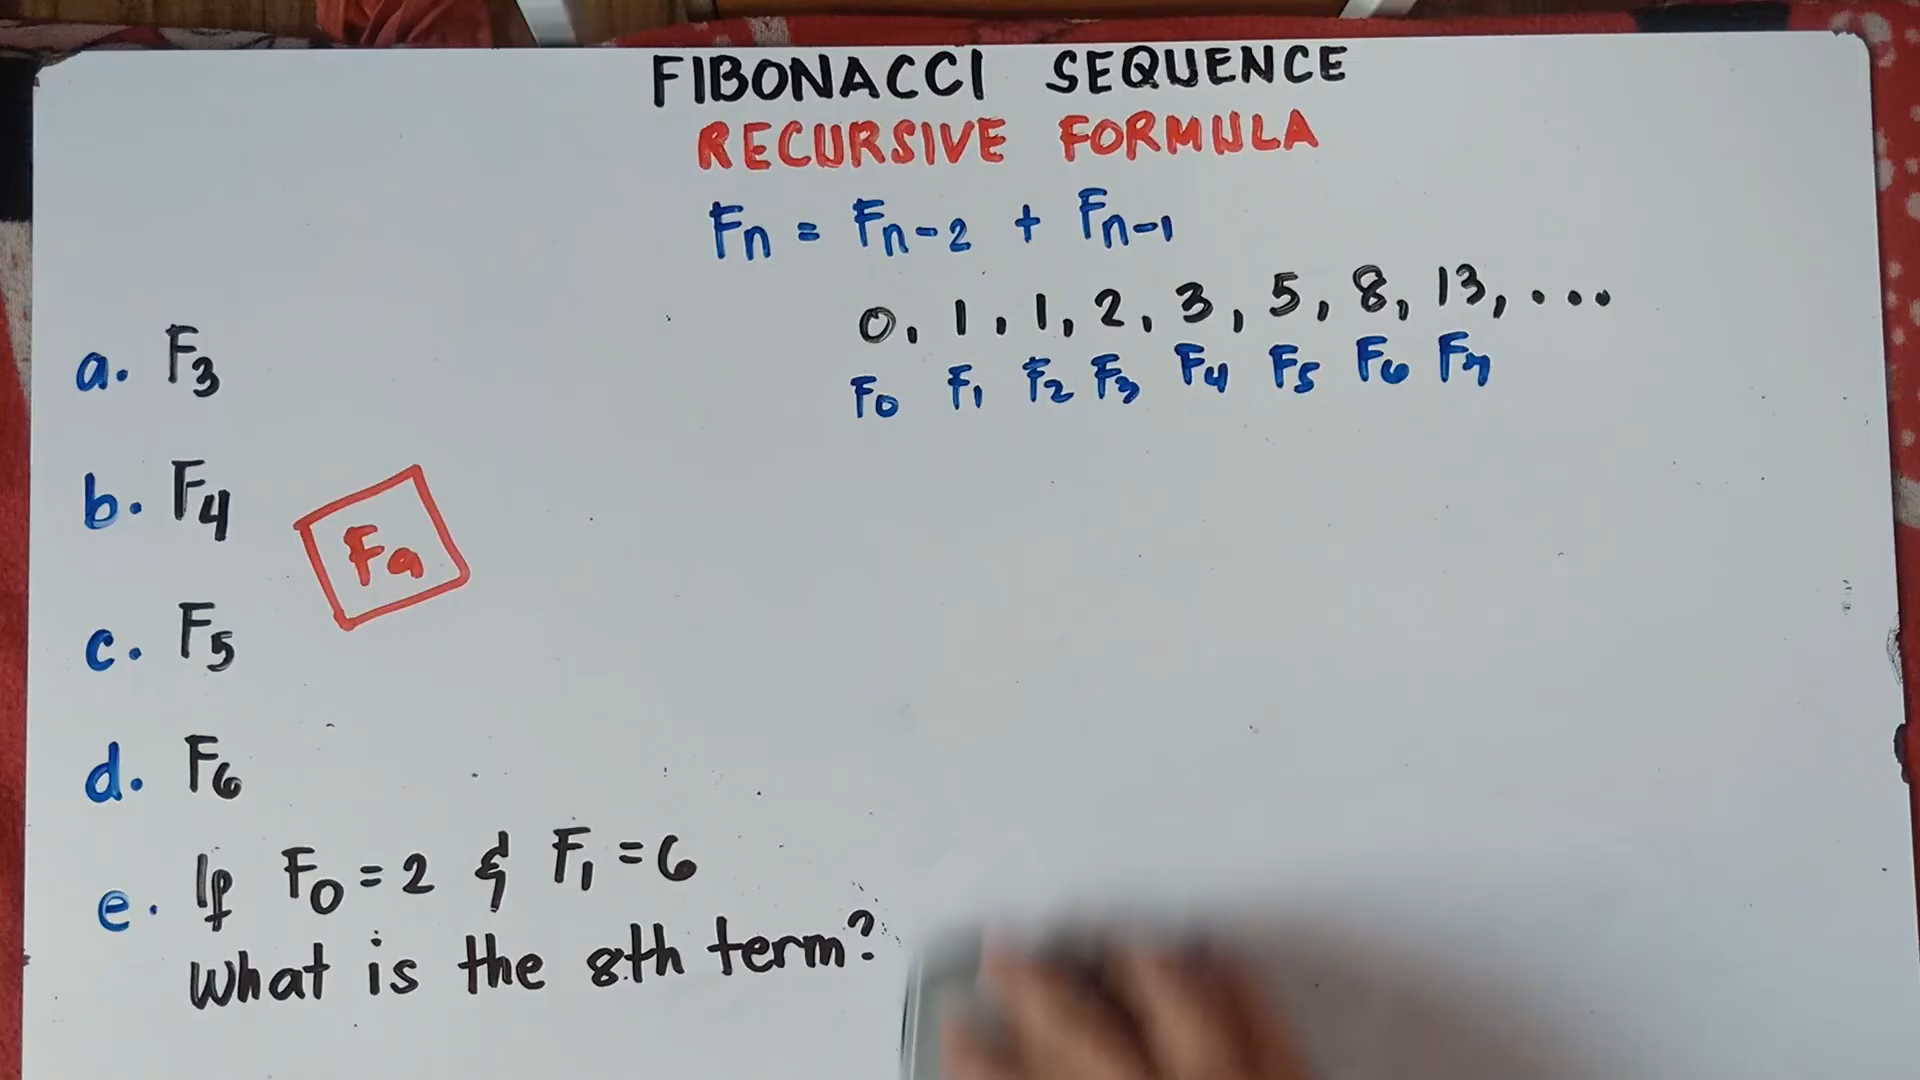 FIBONACCI SEQUENCE
RECURSIVE FORMULA
Fn = Fn-2 + Fn-1
0, 1, 1, 2, 3, 5, 8, 13, ...
F0 F1 F2 F3 F4 F5 F6 F7
a. F3
b. F4
F9
c. F5
d. F6
e. If F0 = 2 & F1 = 6
What is the 8th term?